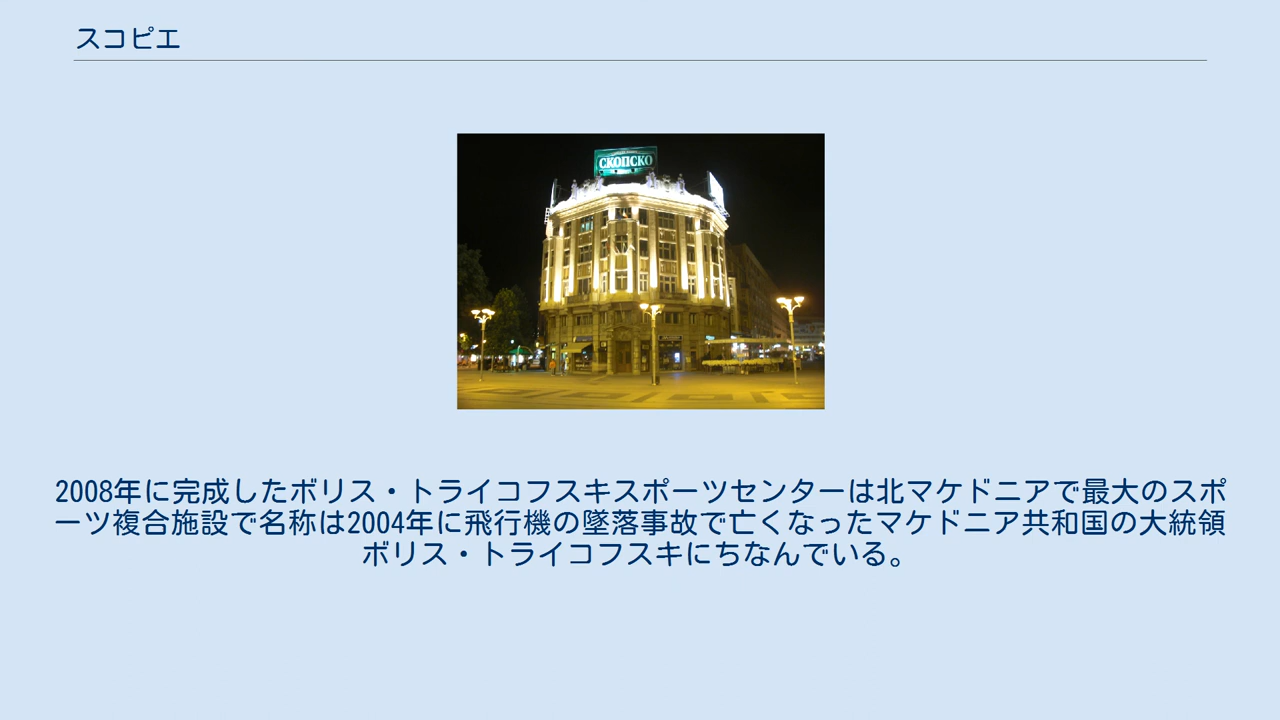 スコピエ
СКОПСКО
2008年に完成したボリス・トライコフスキスポーツセンターは北マケドニアで最大のスポ
ーツ複合施設で名称は2004年に飛行機の墜落事故で亡くなったマケドニア共和国の大統領
ボリス・トライコフスキにちなんでいる。